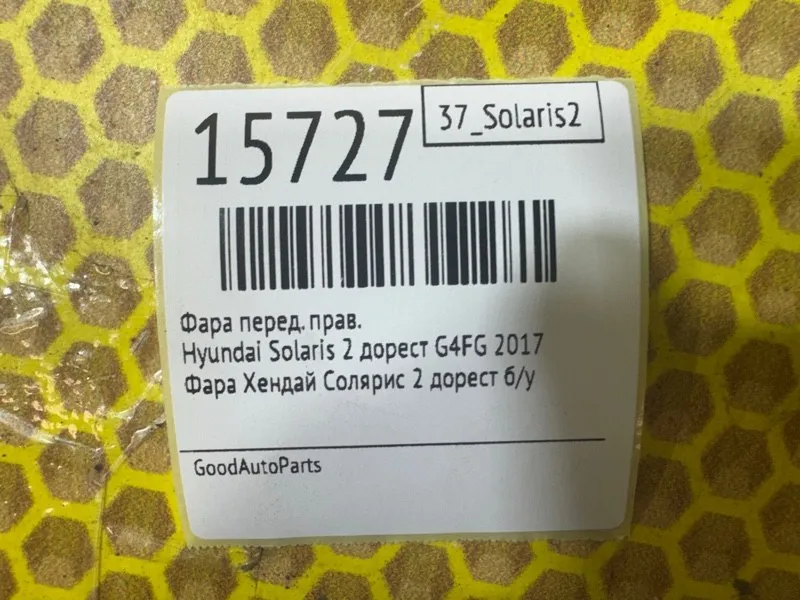 15727
37_Solaris2
Фара перед. прав.
Hyundai Solaris 2 дорест G4FG 2017
Фара Хендай Солярис 2 дорест б/у
GoodAutoParts